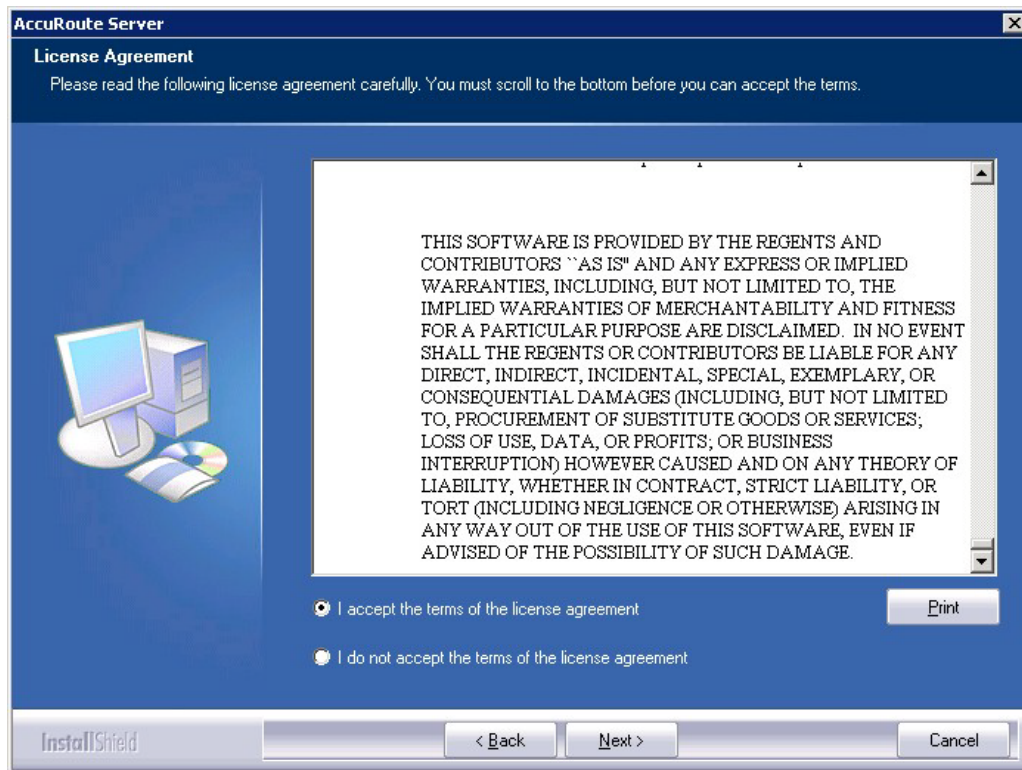 AccuRoute Server
License Agreement
Please read the following license agreement carefully. You must scroll to the bottom before you can accept the terms.
THIS SOFTWARE IS PROVIDED BY THE REGENTS AND
CONTRIBUTORS ``AS IS'' AND ANY EXPRESS OR IMPLIED
WARRANTIES, INCLUDING, BUT NOT LIMITED TO, THE
IMPLIED WARRANTIES OF MERCHANTABILITY AND FITNESS
FOR A PARTICULAR PURPOSE ARE DISCLAIMED.  IN NO EVENT
SHALL THE REGENTS OR CONTRIBUTORS BE LIABLE FOR ANY
DIRECT, INDIRECT, INCIDENTAL, SPECIAL, EXEMPLARY, OR
CONSEQUENTIAL DAMAGES (INCLUDING, BUT NOT LIMITED
TO, PROCUREMENT OF SUBSTITUTE GOODS OR SERVICES;
LOSS OF USE, DATA, OR PROFITS; OR BUSINESS
INTERRUPTION) HOWEVER CAUSED AND ON ANY THEORY OF
LIABILITY, WHETHER IN CONTRACT, STRICT LIABILITY, OR
TORT (INCLUDING NEGLIGENCE OR OTHERWISE) ARISING IN
ANY WAY OUT OF THE USE OF THIS SOFTWARE, EVEN IF
ADVISED OF THE POSSIBILITY OF SUCH DAMAGE.
I accept the terms of the license agreement
Print
I do not accept the terms of the license agreement
InstallShield
< Back
Next >
Cancel